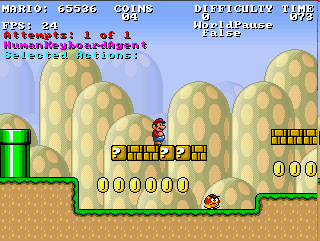 MARIO: 65536 COINS DIFFICULTY TIME
04 0 073
FPS: 24 WorldPause
Attempts: 1 of 1 false
HumanKeyboardAgent
Selected Actions:
? ? ?